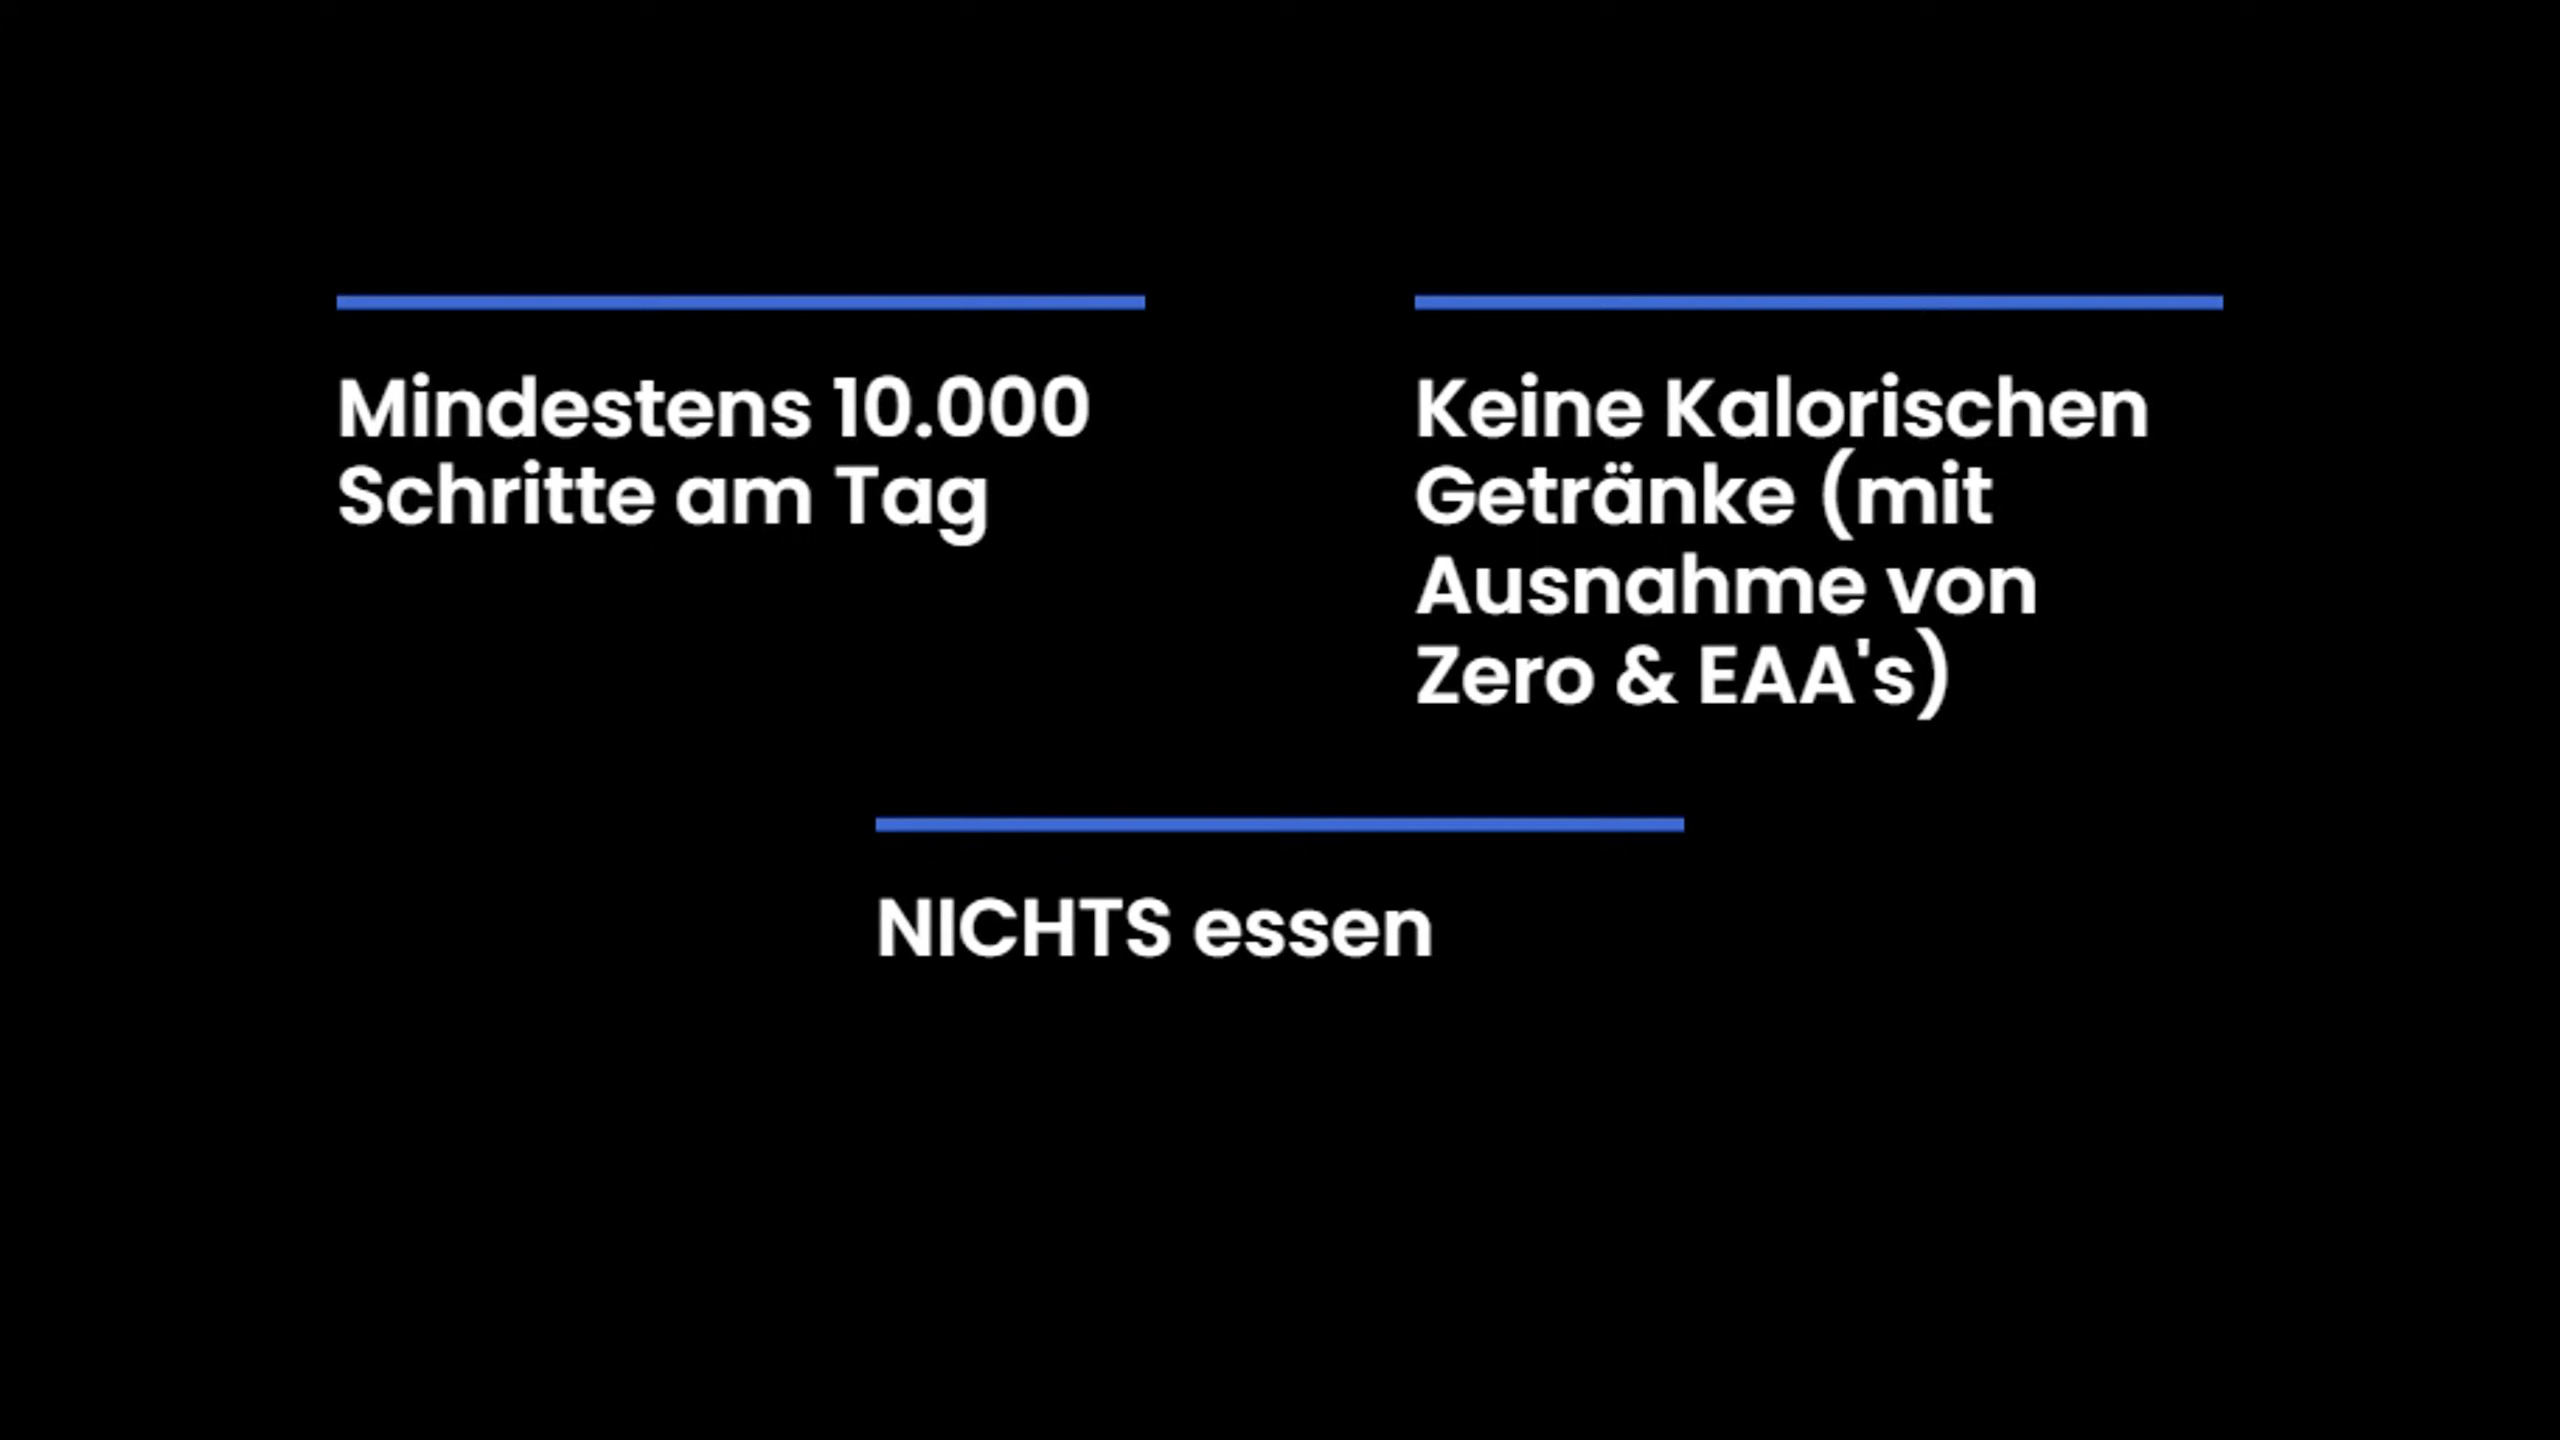 Mindestens 10.000
Schritte am Tag
Keine Kalorischen
Getränke (mit
Ausnahme von
Zero & EAA's)
NICHTS essen